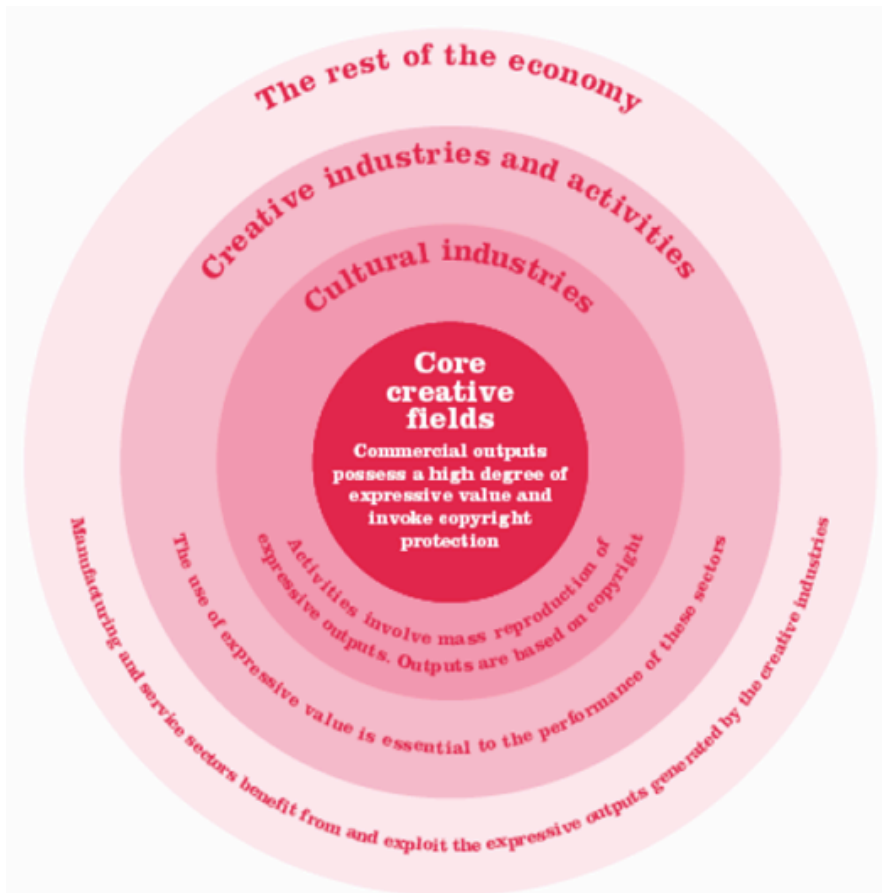 The rest of the economy
Creative industries and activities
Cultural industries
Core
creative
fields
Commercial outputs
possess a high degree of
expressive value and
invoke copyright
protection
Activities involve mass reproduction of
expressive outputs. Outputs are based on copyright
The use of expressive value is essential to the performance of these sectors
Manufacturing and service sectors benefit from and exploit the expressive outputs generated by the creative industries